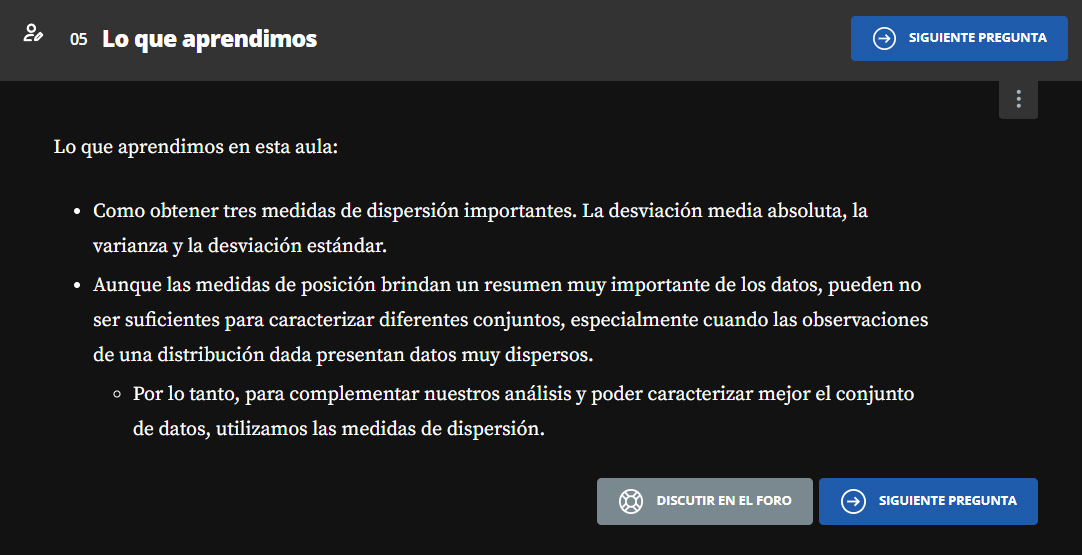 05 Lo que aprendimos
SIGUIENTE PREGUNTA
Lo que aprendimos en esta aula:
• Como obtener tres medidas de dispersión importantes. La desviación media absoluta, la
varianza y la desviación estándar.
• Aunque las medidas de posición brindan un resumen muy importante de los datos, pueden no
ser suficientes para caracterizar diferentes conjuntos, especialmente cuando las observaciones
de una distribución dada presentan datos muy dispersos.
◦ Por lo tanto, para complementar nuestros análisis y poder caracterizar mejor el conjunto
de datos, utilizamos las medidas de dispersión.
DISCUTIR EN EL FORO
SIGUIENTE PREGUNTA